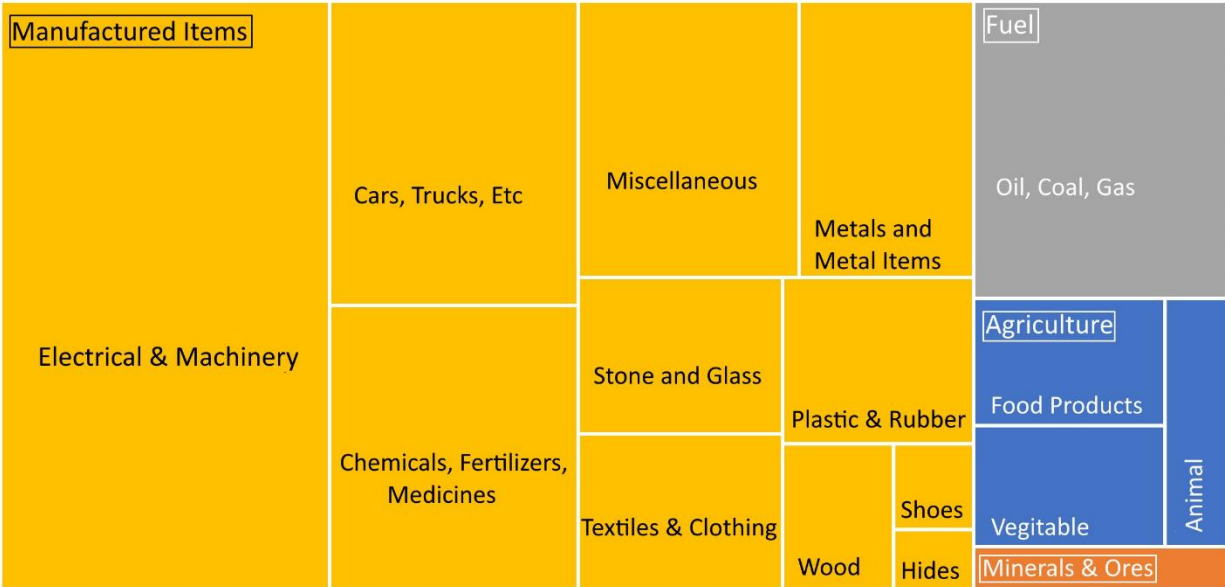 Manufactured Items
Electrical & Machinery
Cars, Trucks, Etc
Chemicals, Fertilizers,
Medicines
Miscellaneous
Metals and
Metal Items
Stone and Glass
Plastic & Rubber
Textiles & Clothing
Wood
Shoes
Hides
Fuel
Oil, Coal, Gas
Agriculture
Food Products
Vegitable
Animal
Minerals & Ores